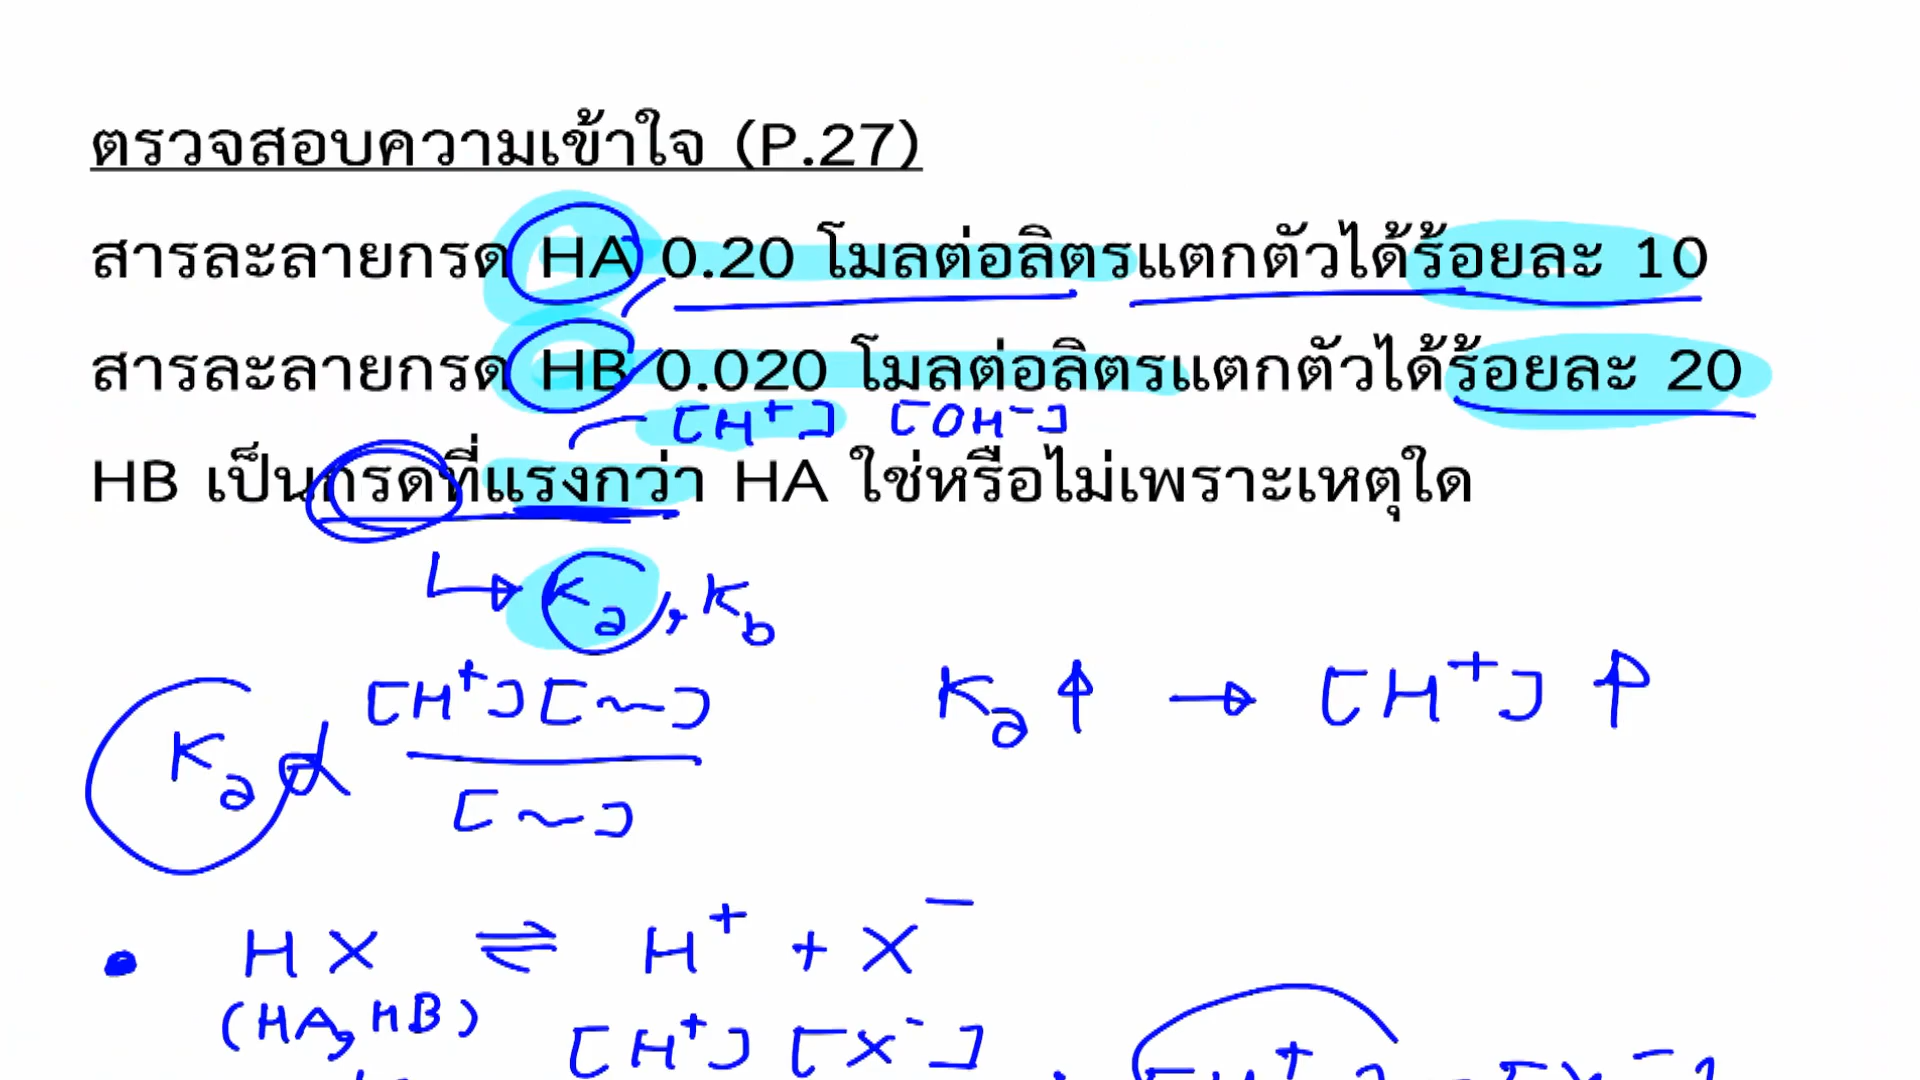 ตรวจสอบความเข้าใจ (P.27)
สารละลายกรด HA 0.20 โมลต่อลิตรแตกตัวได้ร้อยละ 10
สารละลายกรด HB 0.020 โมลต่อลิตรแตกตัวได้ร้อยละ 20
[H⁺] [OH⁻]
HB เป็นกรดที่แรงกว่า HA ใช่หรือไม่เพราะเหตุใด
↳ Ka, Kb
[H⁺][~]
Ka ∝
[~]
Ka ↑ → [H⁺] ↑
• HX ⇌ H⁺ + X⁻
(HA, HB)
[H⁺] [X⁻]